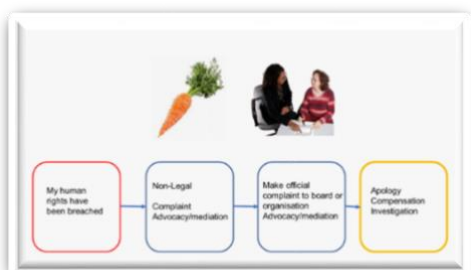 My human
rights have
been breached
Non-Legal
Complaint
Advocacy/mediation
Make official
complaint to board or
organisation
Advocacy/mediation
Apology
Compensation
Investigation